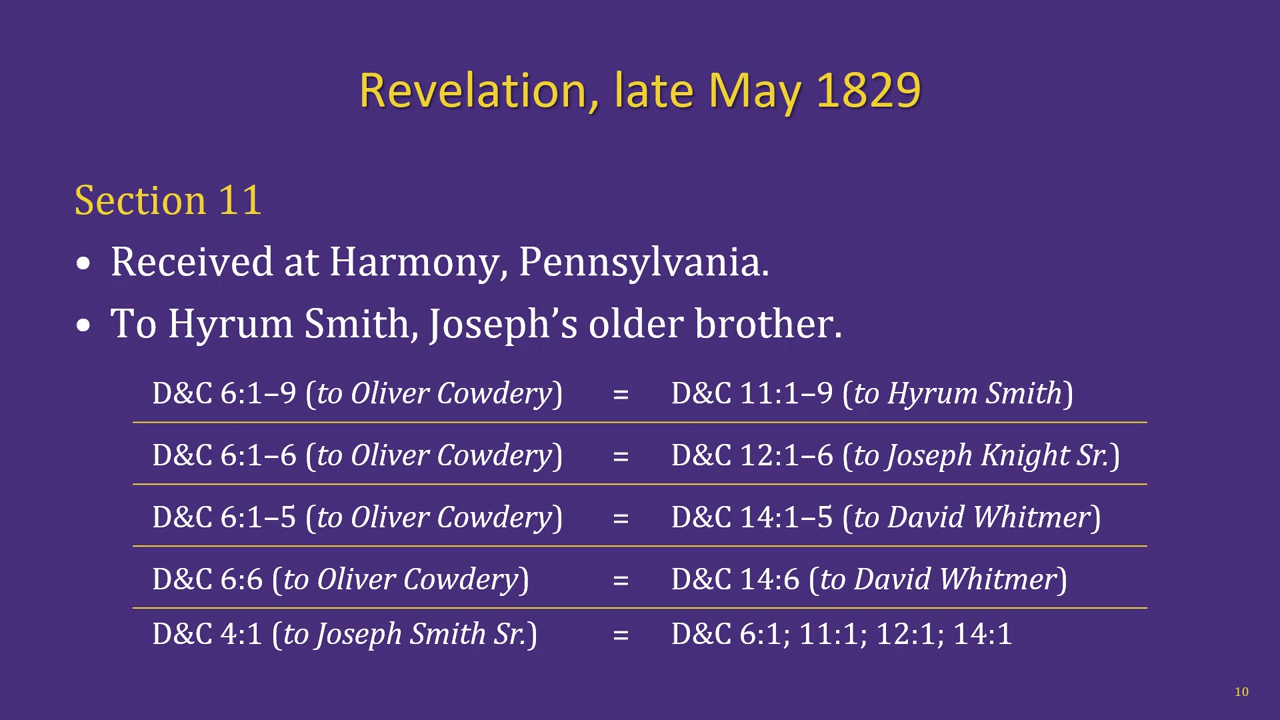 Revelation, late May 1829
Section 11
• Received at Harmony, Pennsylvania.
• To Hyrum Smith, Joseph’s older brother.
D&C 6:1–9 (to Oliver Cowdery) = D&C 11:1–9 (to Hyrum Smith)
D&C 6:1–6 (to Oliver Cowdery) = D&C 12:1–6 (to Joseph Knight Sr.)
D&C 6:1–5 (to Oliver Cowdery) = D&C 14:1–5 (to David Whitmer)
D&C 6:6 (to Oliver Cowdery) = D&C 14:6 (to David Whitmer)
D&C 4:1 (to Joseph Smith Sr.) = D&C 6:1; 11:1; 12:1; 14:1
10